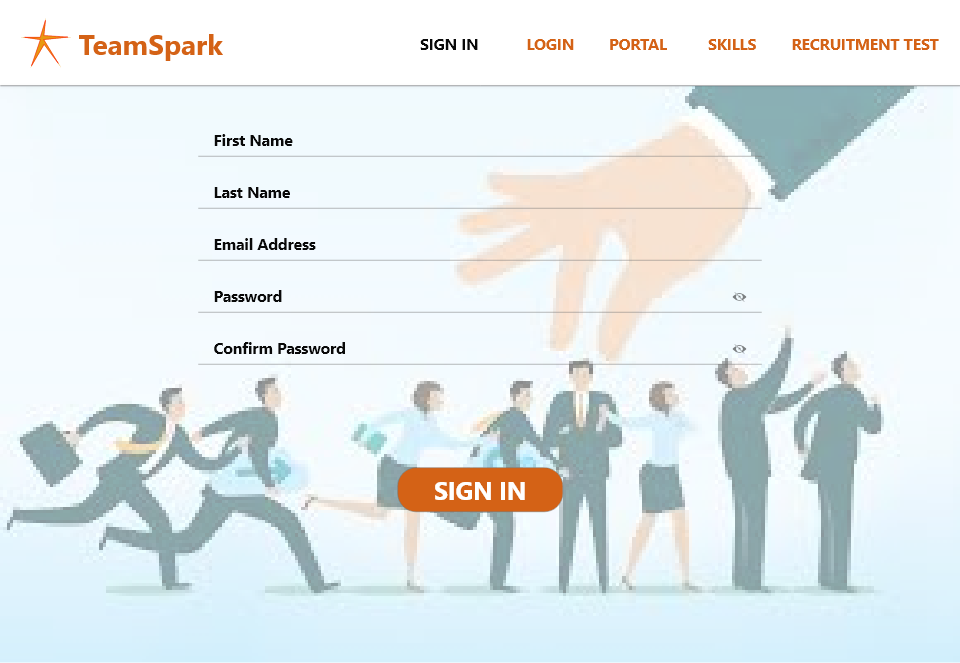 TeamSpark
SIGN IN
LOGIN
PORTAL
SKILLS
RECRUITMENT TEST
First Name
Last Name
Email Address
Password
Confirm Password
SIGN IN